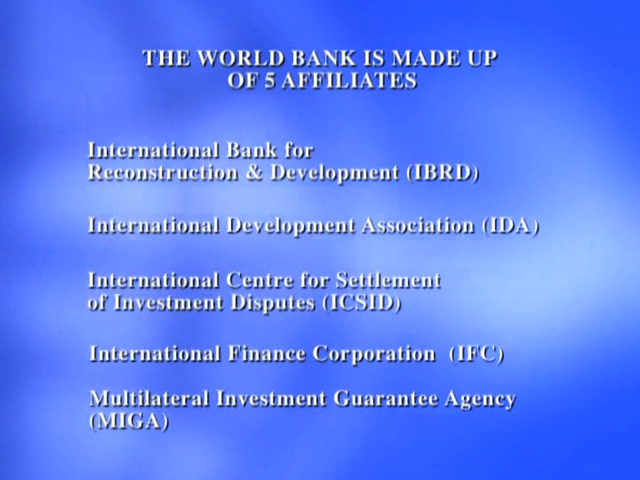 THE WORLD BANK IS MADE UP
OF 5 AFFILIATES
International Bank for
Reconstruction & Development (IBRD)
International Development Association (IDA)
International Centre for Settlement
of Investment Disputes (ICSID)
International Finance Corporation (IFC)
Multilateral Investment Guarantee Agency
(MIGA)